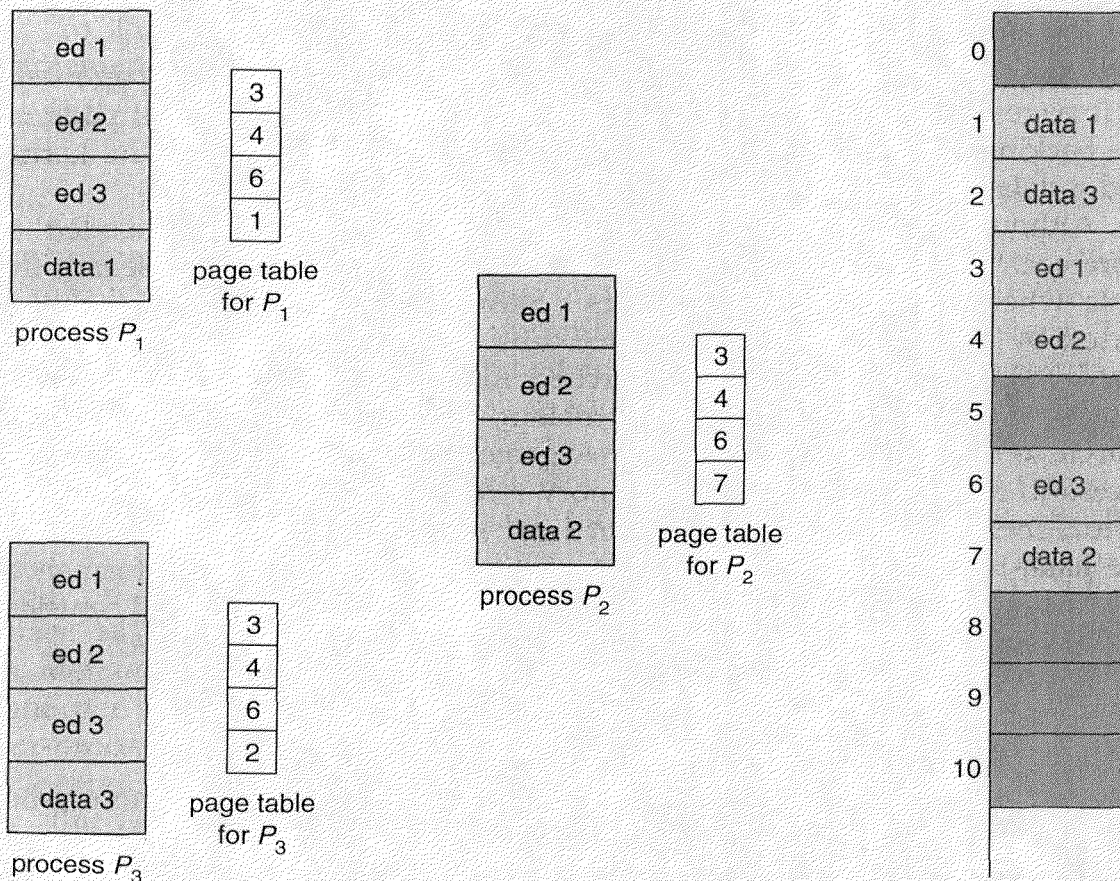 ed 1
ed 2
ed 3
data 1
process P1
3
4
6
1
page table
for P1
ed 1
ed 2
ed 3
data 2
process P2
3
4
6
7
page table
for P2
ed 1
ed 2
ed 3
data 3
process P3
3
4
6
2
page table
for P3
0
1 data 1
2 data 3
3 ed 1
4 ed 2
5
6 ed 3
7 data 2
8
9
10